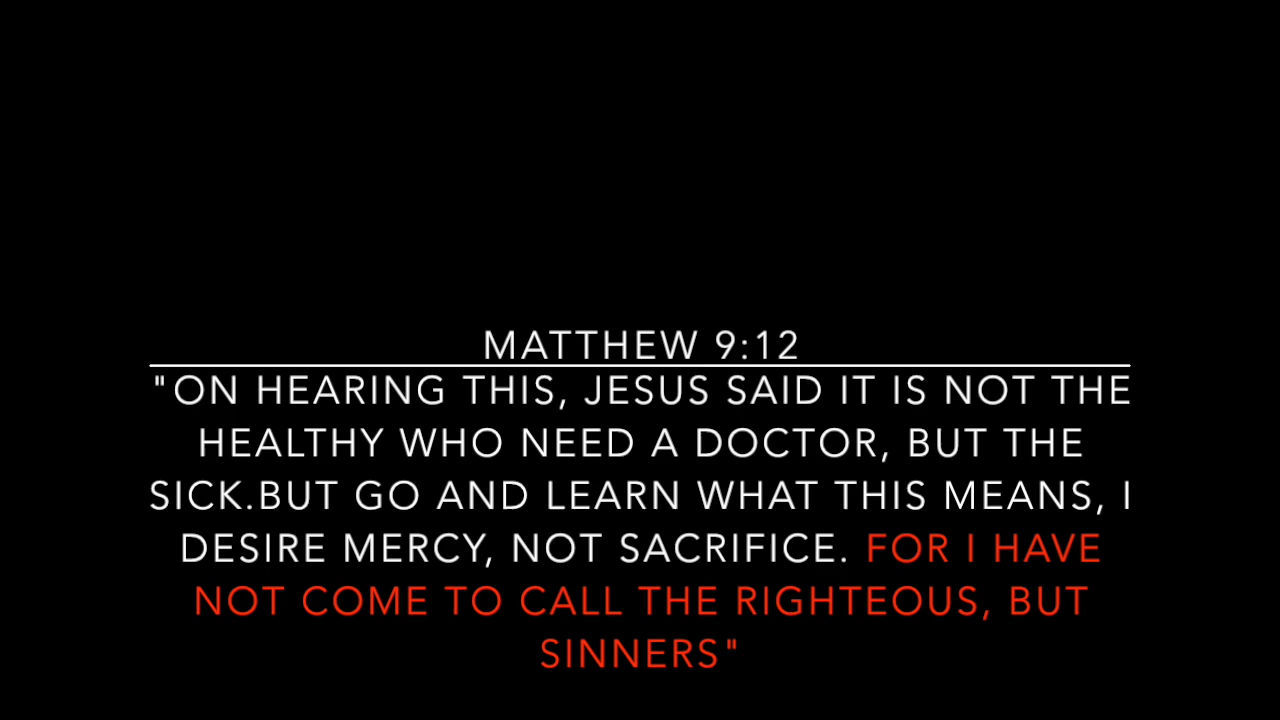 MATTHEW 9:12
"ON HEARING THIS, JESUS SAID IT IS NOT THE
HEALTHY WHO NEED A DOCTOR, BUT THE
SICK.BUT GO AND LEARN WHAT THIS MEANS, I
DESIRE MERCY, NOT SACRIFICE. FOR I HAVE
NOT COME TO CALL THE RIGHTEOUS, BUT
SINNERS"